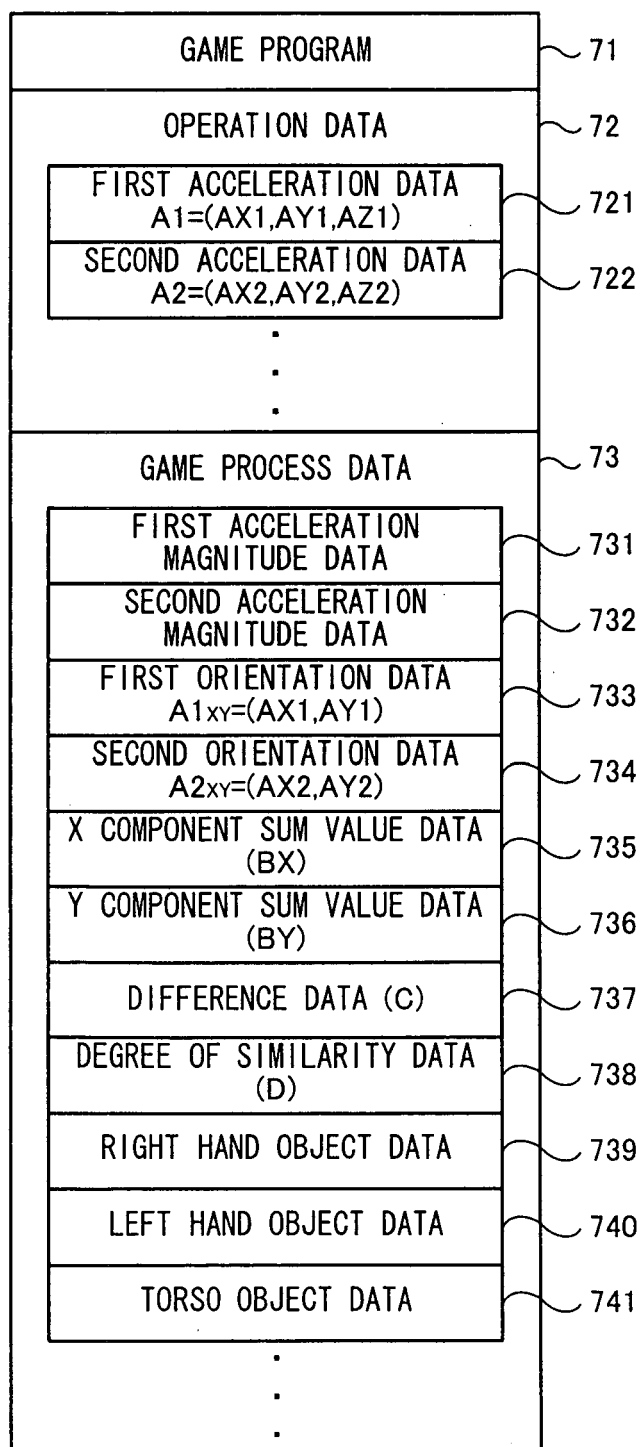 GAME PROGRAM 71
OPERATION DATA 72
FIRST ACCELERATION DATA
A1=(AX1,AY1,AZ1) 721
SECOND ACCELERATION DATA
A2=(AX2,AY2,AZ2) 722
GAME PROCESS DATA 73
FIRST ACCELERATION
MAGNITUDE DATA 731
SECOND ACCELERATION
MAGNITUDE DATA 732
FIRST ORIENTATION DATA
A1XY=(AX1,AY1) 733
SECOND ORIENTATION DATA
A2XY=(AX2,AY2) 734
X COMPONENT SUM VALUE DATA
(BX) 735
Y COMPONENT SUM VALUE DATA
(BY) 736
DIFFERENCE DATA (C) 737
DEGREE OF SIMILARITY DATA
(D) 738
RIGHT HAND OBJECT DATA 739
LEFT HAND OBJECT DATA 740
TORSO OBJECT DATA 741